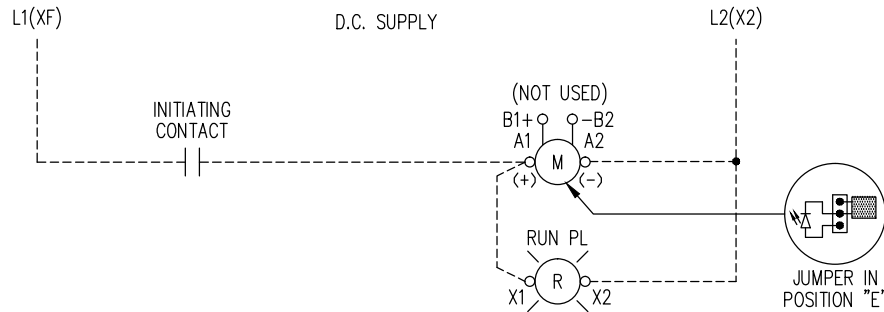 L1(XF)
D.C. SUPPLY
L2(X2)
INITIATING
CONTACT
(NOT USED)
B1+
-B2
A1
A2
M
(+)
(-)
RUN PL
R
X1
X2
JUMPER IN
POSITION "E"